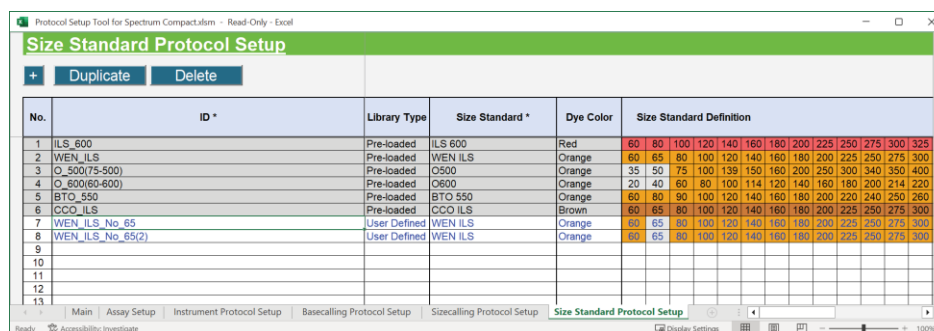 Protocol Setup Tool for Spectrum Compact.xlsm - Read-Only - Excel
Size Standard Protocol Setup
+ Duplicate Delete
No. ID * Library Type Size Standard * Dye Color Size Standard Definition
1 ILS_600 Pre-loaded ILS 600 Red 60 80 100 120 140 160 180 200 225 250 275 300 325
2 WEN_ILS Pre-loaded WEN ILS Orange 60 65 80 100 120 140 160 180 200 225 250 275 300
3 O_500(75-500) Pre-loaded O500 Orange 35 50 75 100 139 150 160 200 250 300 340 350 400
4 O_600(60-600) Pre-loaded O600 Orange 20 40 60 80 100 114 120 140 160 180 200 214 220
5 BTO_550 Pre-loaded BTO 550 Orange 60 80 90 100 120 140 160 180 200 220 240 250 260
6 CCO_ILS Pre-loaded CCO ILS Brown 60 65 80 100 120 140 160 180 200 225 250 275 300
7 WEN_ILS_No_65 User Defined WEN ILS Orange 60 65 80 100 120 140 160 180 200 225 250 275 300
8 WEN_ILS_No_65(2) User Defined WEN ILS Orange 60 65 80 100 120 140 160 180 200 225 250 275 300
9
10
11
12
13
Main Assay Setup Instrument Protocol Setup Basecalling Protocol Setup Sizecalling Protocol Setup Size Standard Protocol Setup
Ready Accessibility: Investigate Display Settings 100%